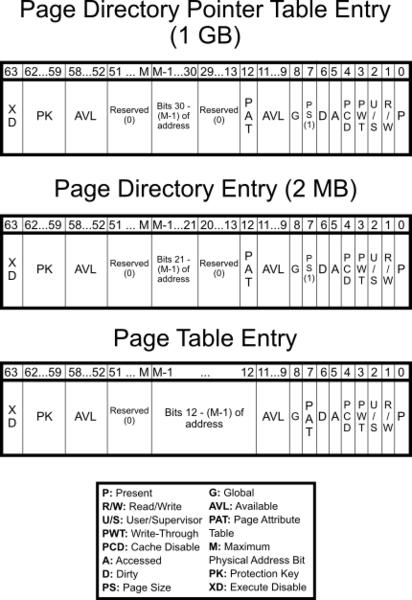 Page Directory Pointer Table Entry
(1 GB)
63 62...59 58...52 51 ... M M-1...30 29...13 12 11...9 8 7 6 5 4 3 2 1 0
XD PK AVL Reserved (0) Bits 30 - (M-1) of address Reserved (0) PAT AVL G PS (1) D A PCD PWT U/S R/W P
Page Directory Entry (2 MB)
63 62...59 58...52 51 ... M M-1...21 20...13 12 11...9 8 7 6 5 4 3 2 1 0
XD PK AVL Reserved (0) Bits 21 - (M-1) of address Reserved (0) PAT AVL G PS (1) D A PCD PWT U/S R/W P
Page Table Entry
63 62...59 58...52 51 ... M M-1 ... 12 11...9 8 7 6 5 4 3 2 1 0
XD PK AVL Reserved (0) Bits 12 - (M-1) of address AVL G PAT D A PCD PWT U/S R/W P
P: Present
R/W: Read/Write
U/S: User/Supervisor
PWT: Write-Through
PCD: Cache Disable
A: Accessed
D: Dirty
PS: Page Size
G: Global
AVL: Available
PAT: Page Attribute
Table
M: Maximum
Physical Address Bit
PK: Protection Key
XD: Execute Disable